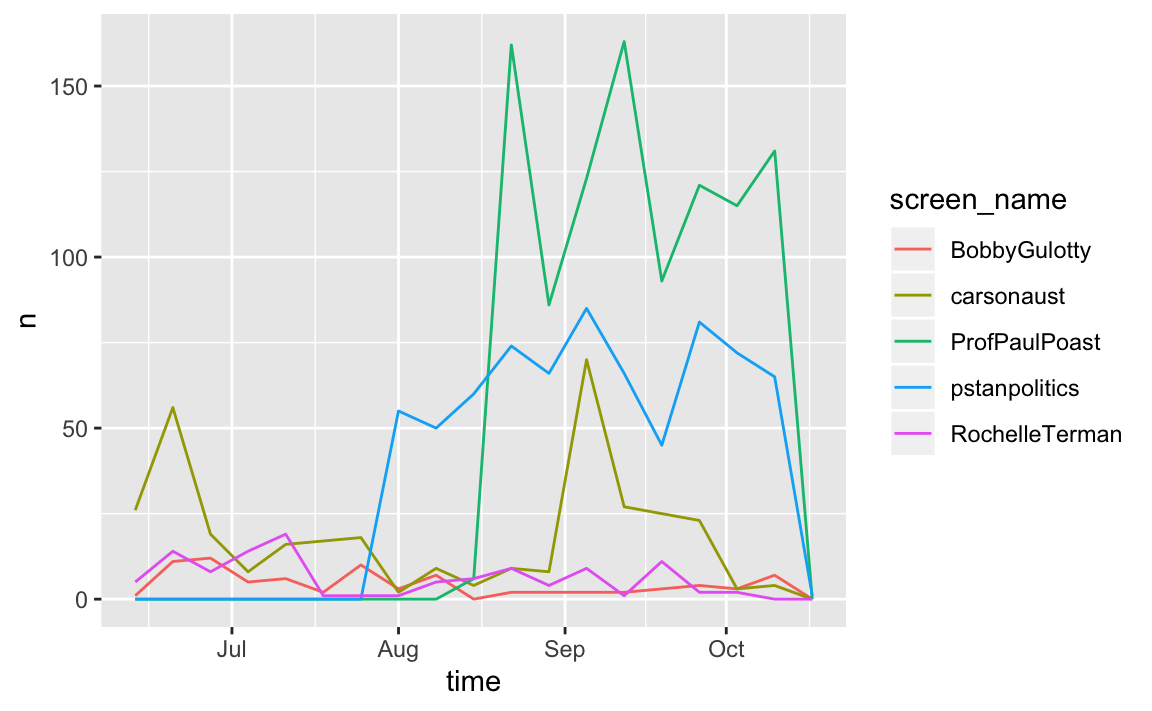 150
100
50
0
n
Jul Aug Sep Oct
time
screen_name
BobbyGulotty
carsonaust
ProfPaulPoast
pstanpolitics
RochelleTerman